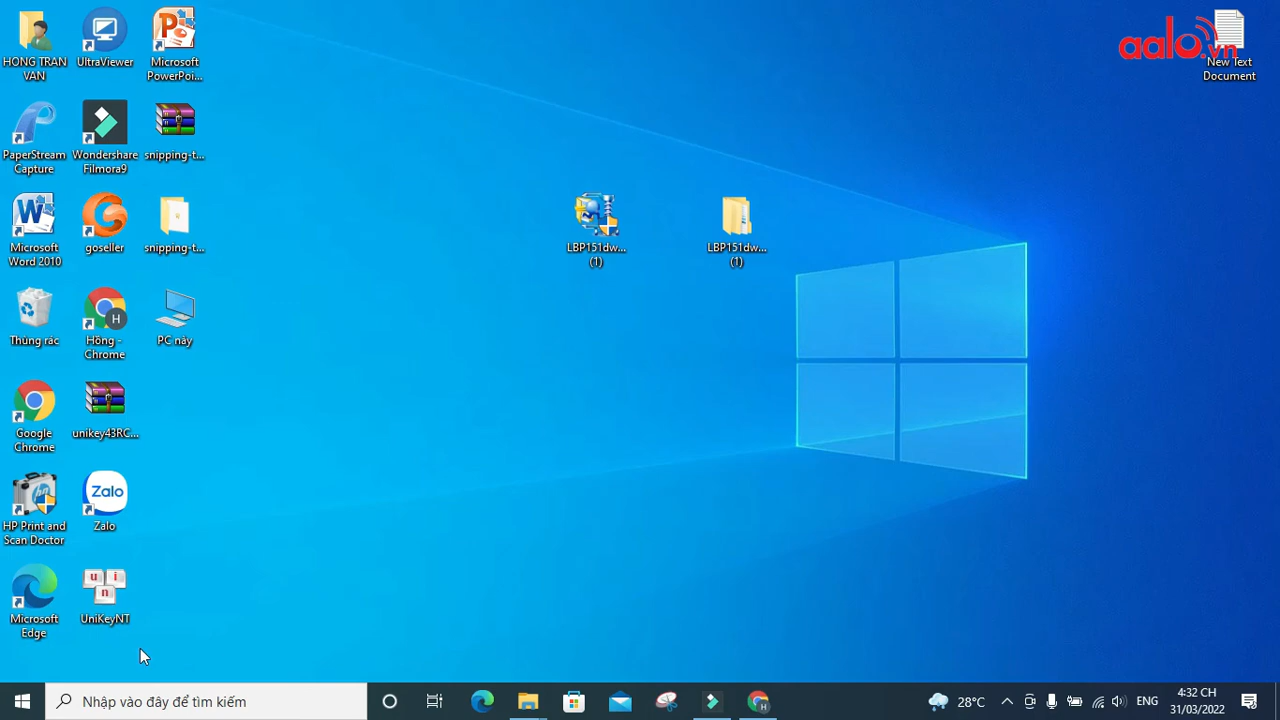 HONG TRAN
VAN
UltraViewer
Microsoft
PowerPoi...
aalo.vn
New Text
Document
PaperStream
Capture
Wondershare
Filmora9
snipping-t...
Microsoft
Word 2010
goseller
snipping-t...
LBP151dw...
(1)
LBP151dw...
(1)
Thùng rác
H
Hồng -
Chrome
PC này
Google
Chrome
unikey43RC...
hp
HP Print and
Scan Doctor
Zalo
Zalo
Microsoft
Edge
u i
n
UniKeyNT
Nhập vào đây để tìm kiếm
H
28°C
ENG
4:32 CH
31/03/2022